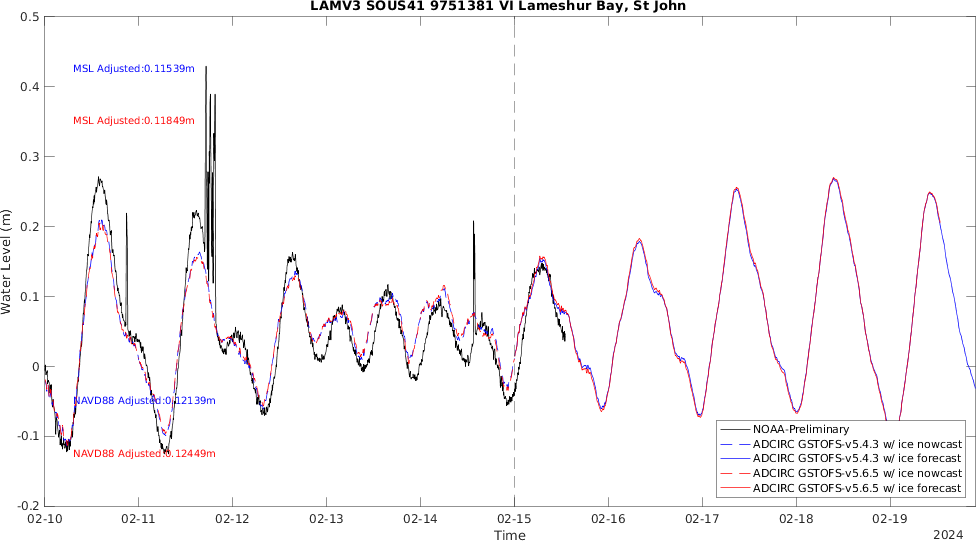 LAMV3 SOUS41 9751381 VI Lameshur Bay, St John
0.5
0.4
0.3
0.2
0.1
0
-0.1
-0.2
Water Level (m)
MSL Adjusted:0.11539m
MSL Adjusted:0.11849m
NAVD88 Adjusted:0.12139m
NAVD88 Adjusted:0.12449m
NOAA-Preliminary
ADCIRC GSTOFS-v5.4.3 w/ ice nowcast
ADCIRC GSTOFS-v5.4.3 w/ ice forecast
ADCIRC GSTOFS-v5.6.5 w/ ice nowcast
ADCIRC GSTOFS-v5.6.5 w/ ice forecast
02-10 02-11 02-12 02-13 02-14 02-15 02-16 02-17 02-18 02-19
Time
2024